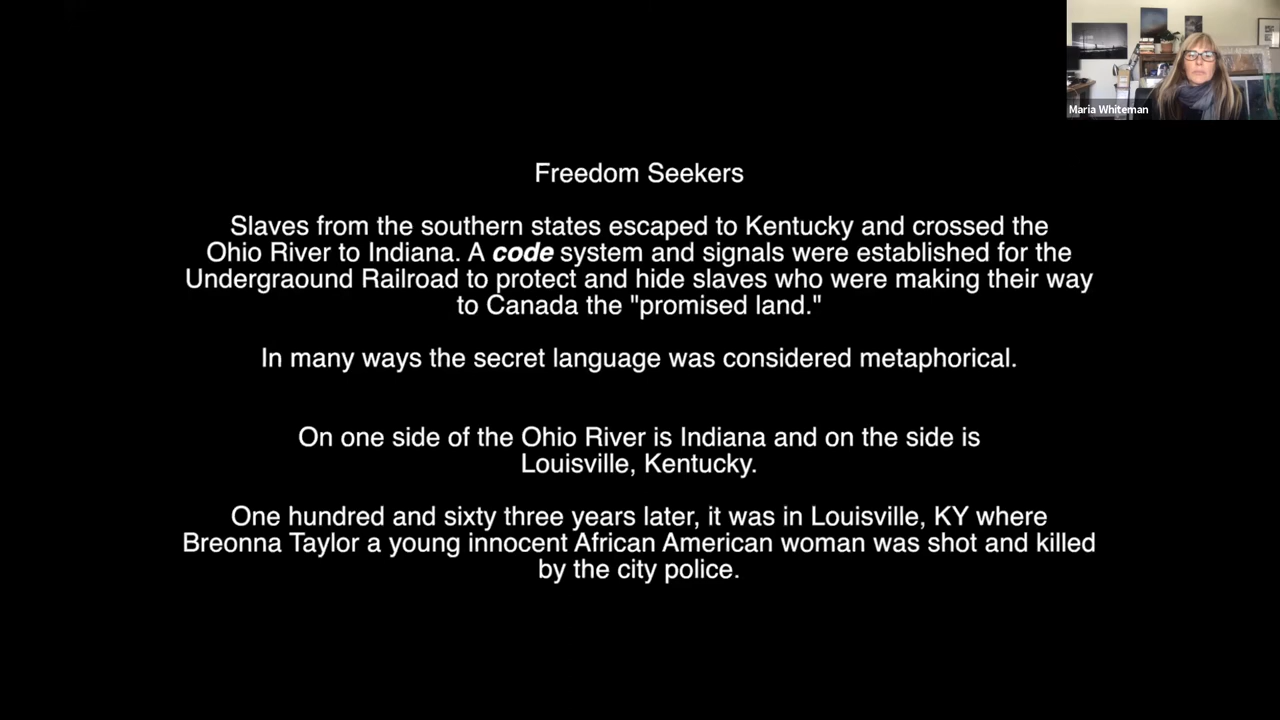 Maria Whiteman
Freedom Seekers
Slaves from the southern states escaped to Kentucky and crossed the
Ohio River to Indiana. A code system and signals were established for the
Undergraound Railroad to protect and hide slaves who were making their way
to Canada the "promised land."
In many ways the secret language was considered metaphorical.
On one side of the Ohio River is Indiana and on the side is
Louisville, Kentucky.
One hundred and sixty three years later, it was in Louisville, KY where
Breonna Taylor a young innocent African American woman was shot and killed
by the city police.